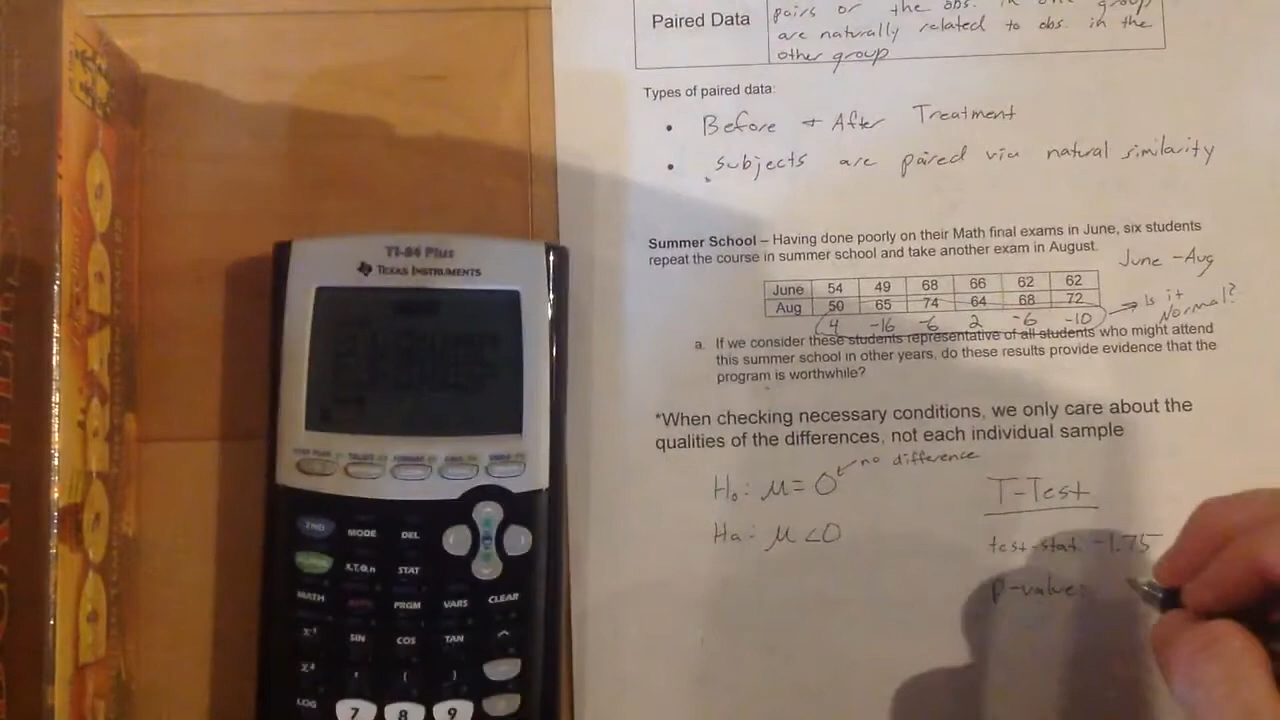 Paired Data
pairs or the obs. in one group
are naturally related to obs. in the
other group
Types of paired data:
• Before + After Treatment
• Subjects are paired via natural similarity
Summer School – Having done poorly on their Math final exams in June, six students
repeat the course in summer school and take another exam in August.
June - Aug
June 54 49 68 66 62 62
Aug 50 65 74 64 68 72
4 -16 -6 2 -6 -10 → Is it
Normal?
a. If we consider these students representative of all students who might attend
this summer school in other years, do these results provide evidence that the
program is worthwhile?
*When checking necessary conditions, we only care about the
qualities of the differences, not each individual sample
no difference
H₀: μ = 0
Ha: μ < 0
T-Test
test-stat: -1.75
p-value:
TI-84 Plus
TEXAS INSTRUMENTS
2ND
MODE
DEL
X,T,θ,n
STAT
MATH
PRGM
VARS
CLEAR
x⁻¹
SIN
COS
TAN
^
x²
,
(
)
LOG
7
8
9